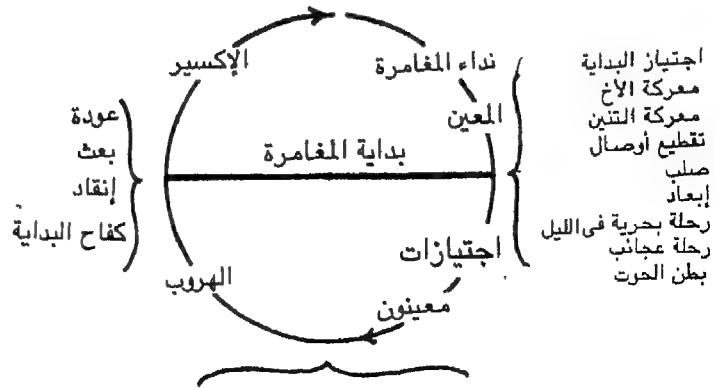 الإكسير
نداء المغامرة
المعين
بداية المغامرة
اجتيازات
معينون
الهروب
اجتياز البداية
معركة الأخ
معركة التنين
تقطيع أوصال
صلب
إبعاد
رحلة بحرية فى الليل
رحلة عجائب
بطن الحوت
عودة
بعث
إنقاد
كفاح البداية